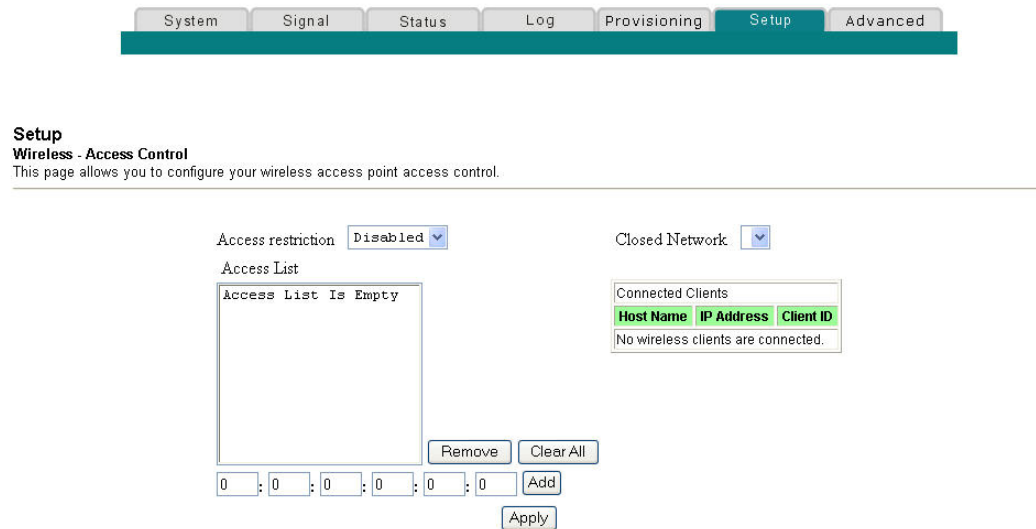 System Signal Status Log Provisioning Setup Advanced
Setup
Wireless - Access Control
This page allows you to configure your wireless access point access control.
Access restriction Disabled
Closed Network
Access List
Access List Is Empty
Connected Clients
Host Name IP Address Client ID
No wireless clients are connected.
Remove Clear All
0 : 0 : 0 : 0 : 0 : 0 Add
Apply